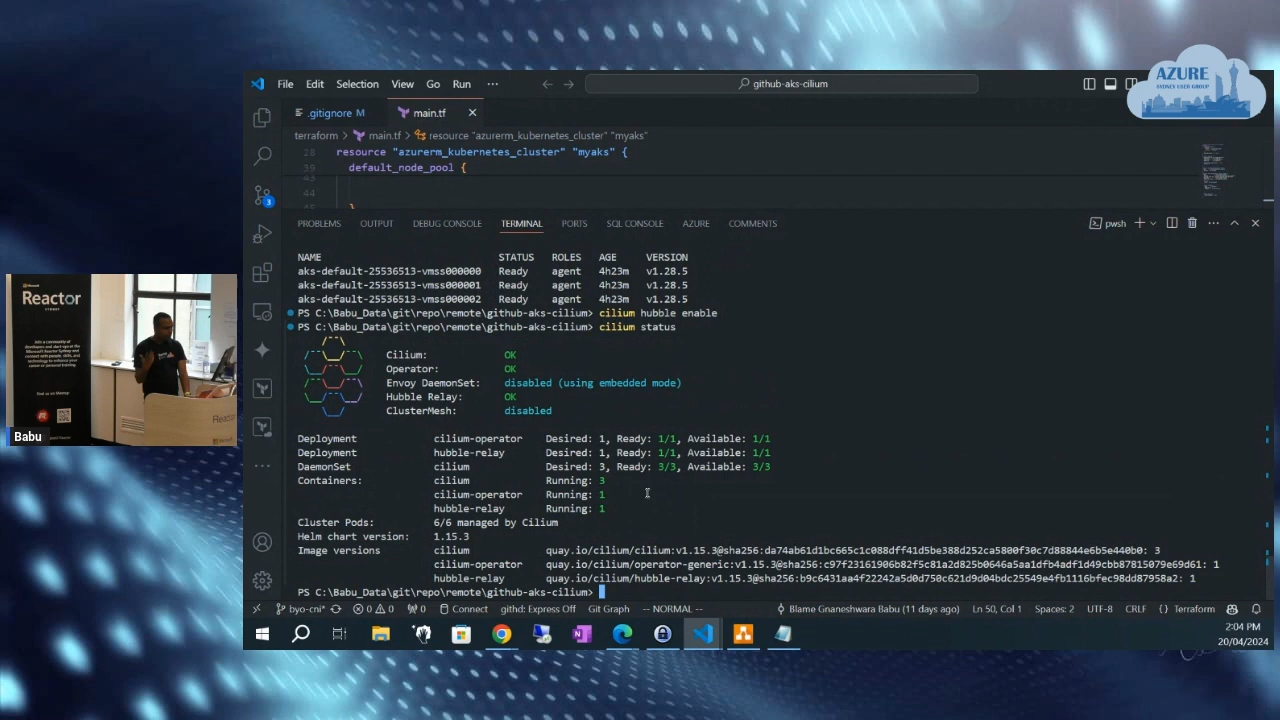 AZURE
SYDNEY USER GROUP
File Edit Selection View Go Run ···
github-aks-cilium
.gitignore M
main.tf
terraform > main.tf > resource "azurerm_kubernetes_cluster" "myaks"
28 resource "azurerm_kubernetes_cluster" "myaks" {
39 default_node_pool {
44
PROBLEMS OUTPUT DEBUG CONSOLE TERMINAL PORTS SQL CONSOLE AZURE COMMENTS
pwsh
NAME STATUS ROLES AGE VERSION
aks-default-25536513-vmss000000 Ready agent 4h23m v1.28.5
aks-default-25536513-vmss000001 Ready agent 4h23m v1.28.5
aks-default-25536513-vmss000002 Ready agent 4h23m v1.28.5
PS C:\Babu_Data\git\repo\remote\github-aks-cilium> cilium hubble enable
PS C:\Babu_Data\git\repo\remote\github-aks-cilium> cilium status
Cilium: OK
Operator: OK
Envoy DaemonSet: disabled (using embedded mode)
Hubble Relay: OK
ClusterMesh: disabled
Deployment cilium-operator Desired: 1, Ready: 1/1, Available: 1/1
Deployment hubble-relay Desired: 1, Ready: 1/1, Available: 1/1
DaemonSet cilium Desired: 3, Ready: 3/3, Available: 3/3
Containers: cilium Running: 3
cilium-operator Running: 1
hubble-relay Running: 1
Cluster Pods: 6/6 managed by Cilium
Helm chart version: 1.15.3
Image versions cilium quay.io/cilium/cilium:v1.15.3@sha256:da74ab61d1bc665c1c088dff41d5be388d252ca5800f30c7d88844e6b5e440b0: 3
cilium-operator quay.io/cilium/operator-generic:v1.15.3@sha256:c97f23161906b82f5c81a2d825b0646a5aa1dfb4adf1d49cbb87815079e69d61: 1
hubble-relay quay.io/cilium/hubble-relay:v1.15.3@sha256:b9c6431aa4f22242a5d0d750c621d9d04bdc25549e4fb1116bfec98dd87958a2: 1
PS C:\Babu_Data\git\repo\remote\github-aks-cilium>
byo-cni* 0 0 0 Connect githd: Express Off Git Graph -- NORMAL -- Blame Gnaneshwara Babu (11 days ago) Ln 50, Col 1 Spaces: 2 UTF-8 CRLF {} Terraform
2:04 PM
20/04/2024
Microsoft
Reactor
SYDNEY
Babu